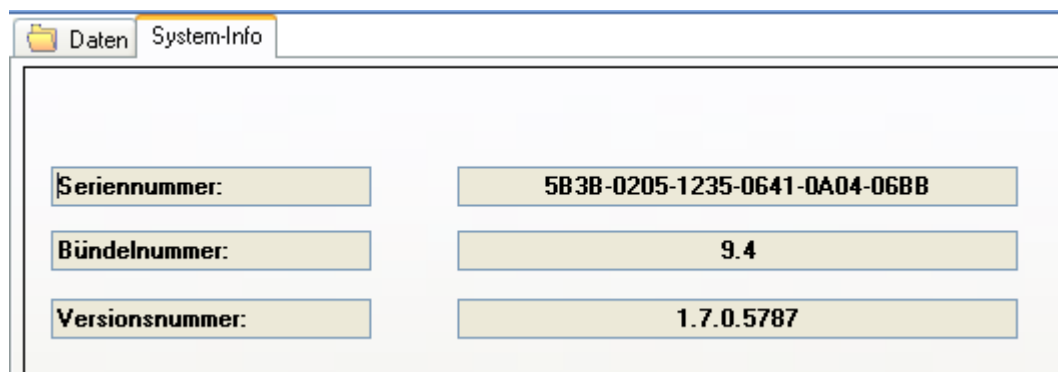 Daten System-Info
Seriennummer: 5B3B-0205-1235-0641-0A04-06BB
Bündelnummer: 9.4
Versionsnummer: 1.7.0.5787